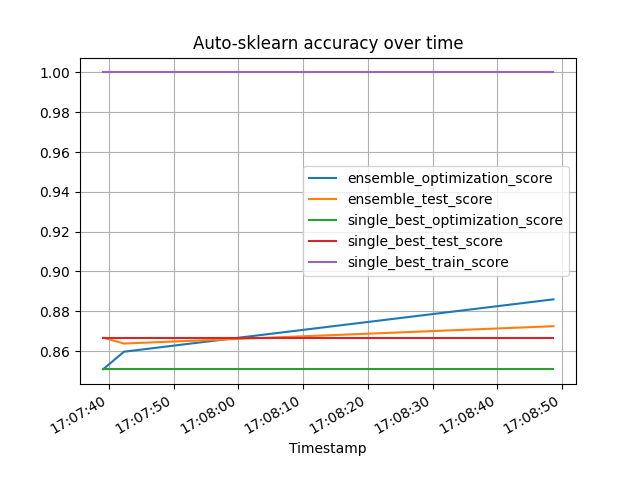 Auto-sklearn accuracy over time
1.00
0.98
0.96
0.94
0.92
0.90
0.88
0.86
ensemble_optimization_score
ensemble_test_score
single_best_optimization_score
single_best_test_score
single_best_train_score
17:07:40
17:07:50
17:08:00
17:08:10
17:08:20
17:08:30
17:08:40
17:08:50
Timestamp